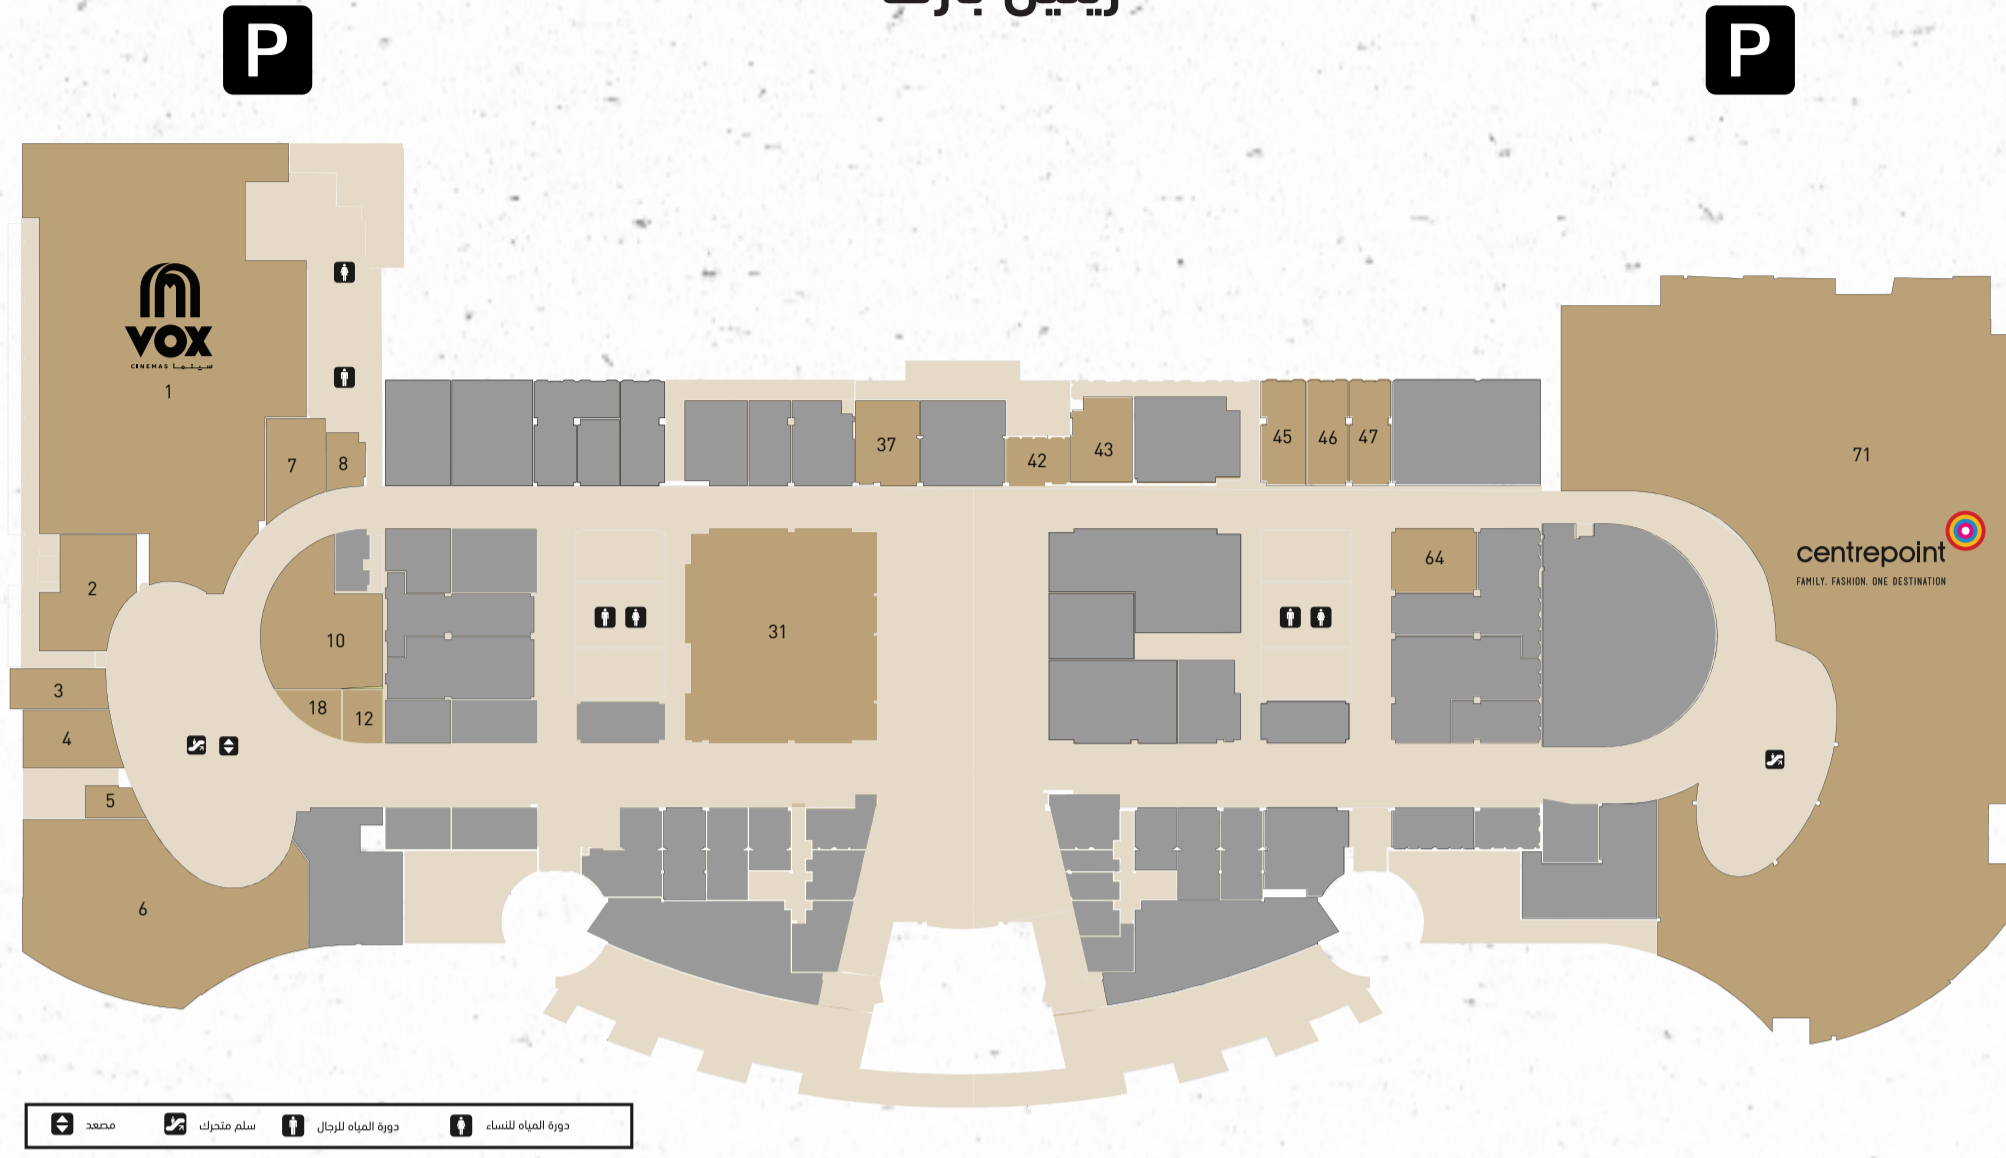 P
P
VOX
CINEMAS سينما
1
7
8
37
42
43
45
46
47
71
centrepoint
FAMILY. FASHION. ONE DESTINATION
2
10
31
64
3
18
12
4
5
6
مصعد
سلم متحرك
دورة المياه للرجال
دورة المياه للنساء